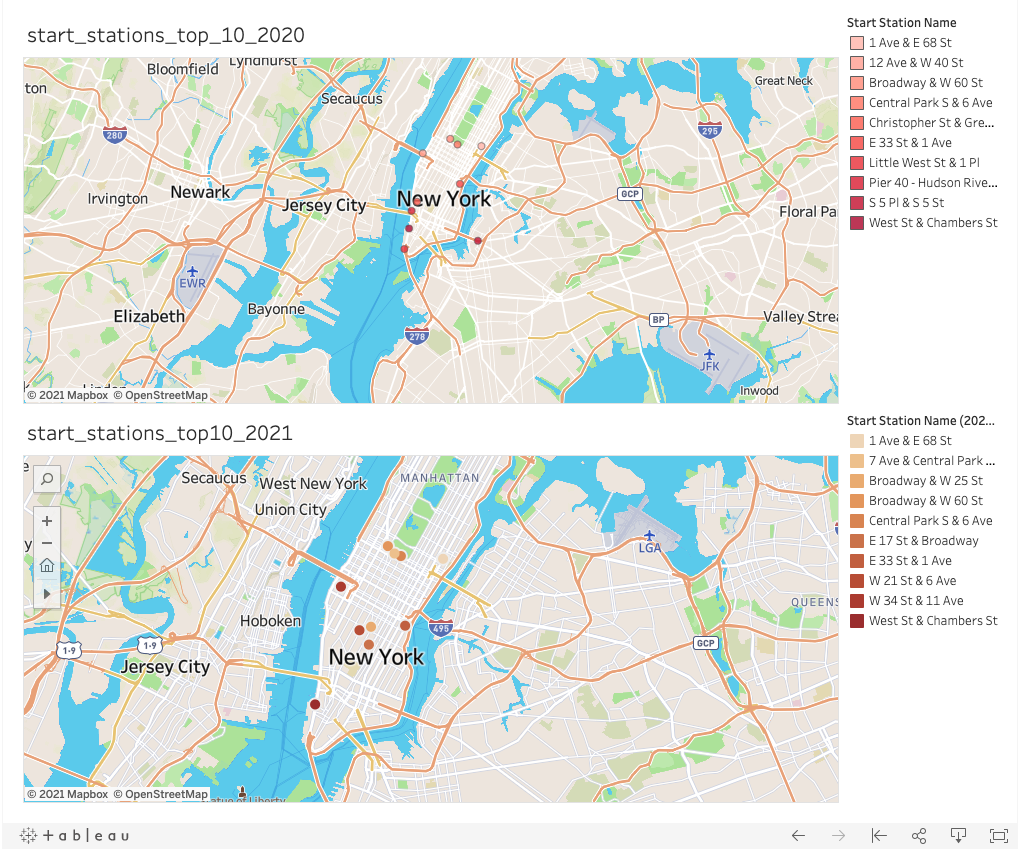 start_stations_top_10_2020
Start Station Name
1 Ave & E 68 St
12 Ave & W 40 St
Broadway & W 60 St
Central Park S & 6 Ave
Christopher St & Gre...
E 33 St & 1 Ave
Little West St & 1 Pl
Pier 40 - Hudson Rive...
S 5 Pl & S 5 St
West St & Chambers St
Bloomfield
Lyndhurst
ton
Secaucus
Great Neck
280
295
Irvington
Newark
Jersey City
New York
GCP
Floral Pa
EWR
Elizabeth
Bayonne
278
BP
Valley Strea
JFK
Inwood
© 2021 Mapbox © OpenStreetMap
start_stations_top10_2021
Start Station Name (202...
1 Ave & E 68 St
7 Ave & Central Park ...
Broadway & W 25 St
Broadway & W 60 St
Central Park S & 6 Ave
E 17 St & Broadway
E 33 St & 1 Ave
W 21 St & 6 Ave
W 34 St & 11 Ave
West St & Chambers St
Secaucus
West New York
MANHATTAN
Union City
LGA
QUEENS
Hoboken
495
1-9
1-9
GCP
Jersey City
New York
© 2021 Mapbox © OpenStreetMap
Statue of Liberty
+ a b | e a u